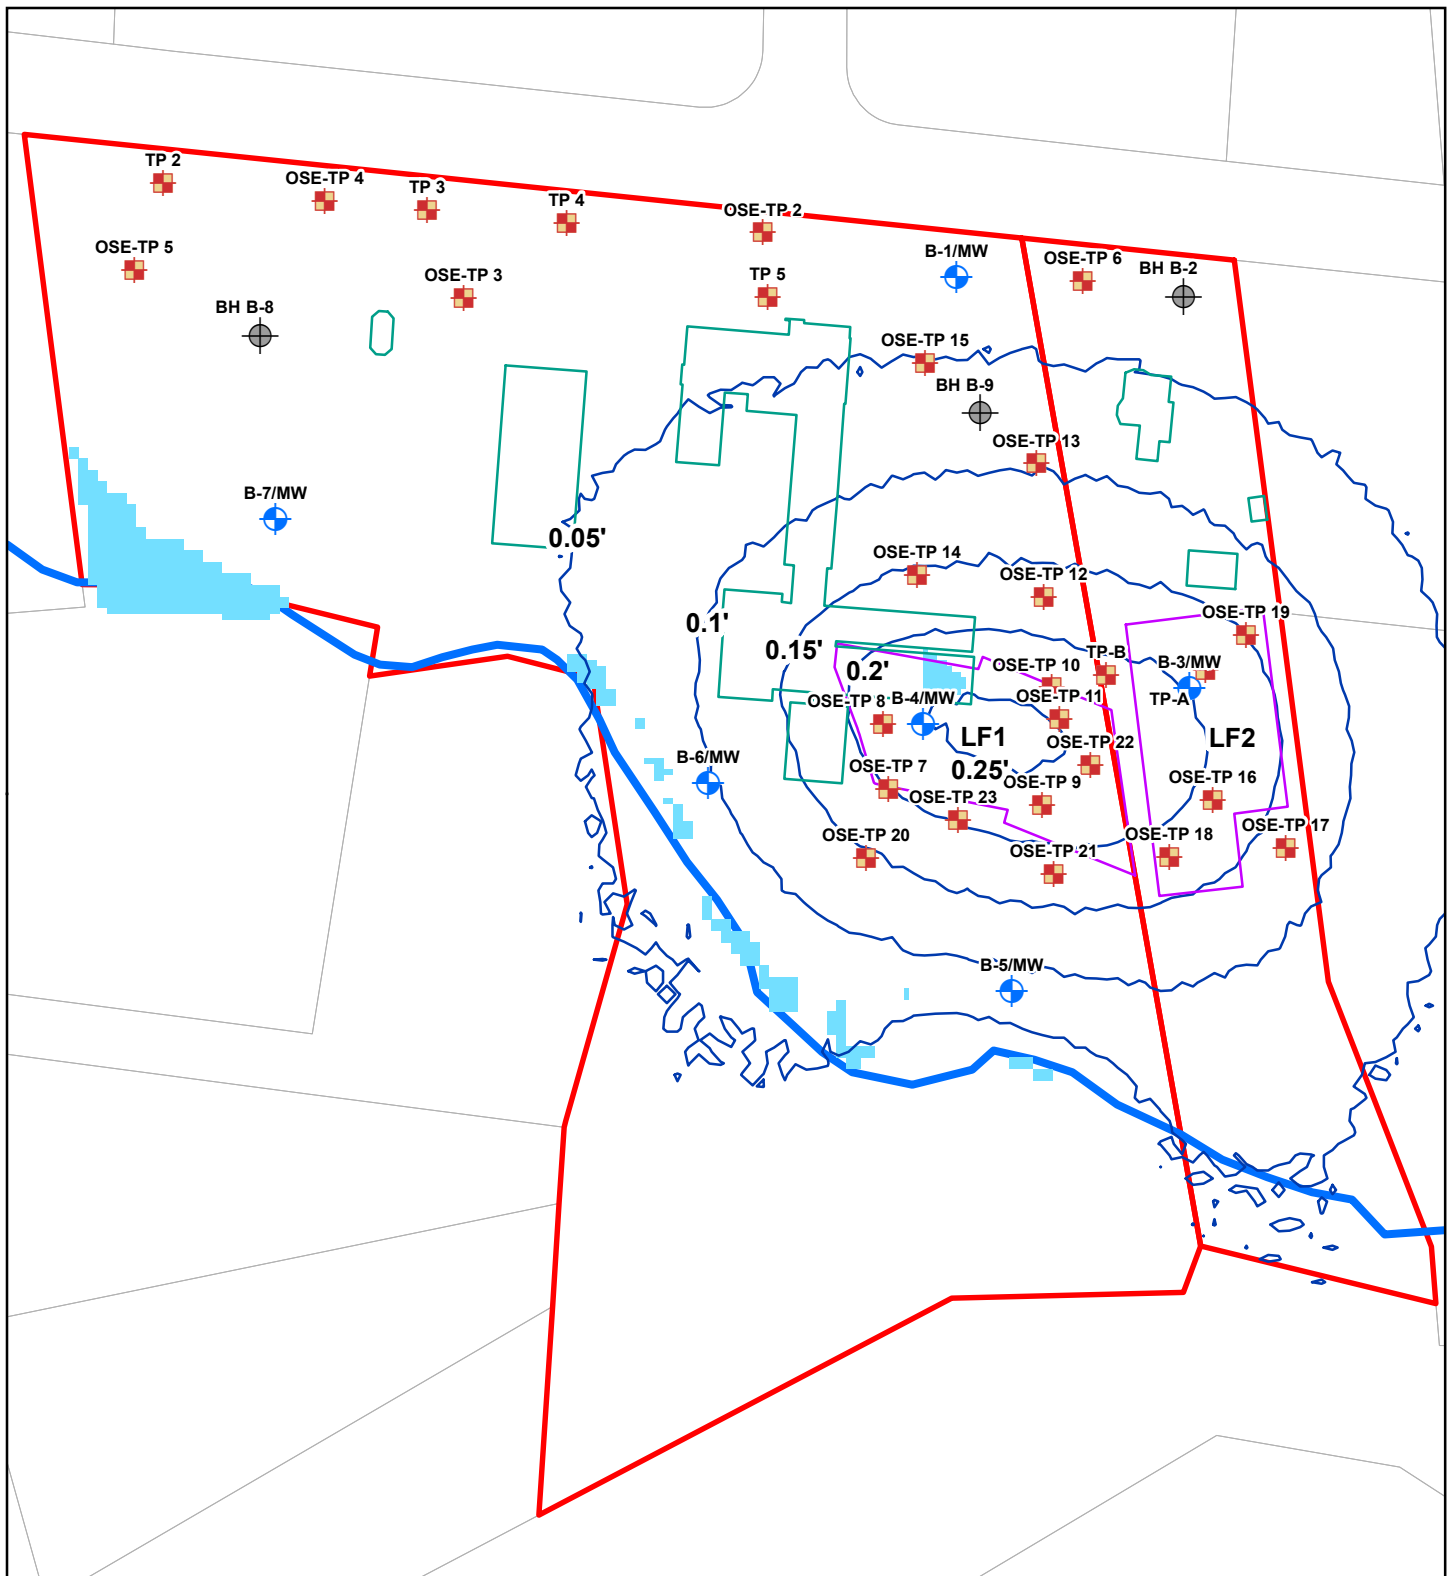 TP 2
OSE-TP 4
TP 3
TP 4
OSE-TP 2
OSE-TP 5
OSE-TP 3
TP 5
B-1/MW
OSE-TP 6
BH B-2
BH B-8
OSE-TP 15
BH B-9
OSE-TP 13
B-7/MW
0.05'
OSE-TP 14
OSE-TP 12
0.1'
OSE-TP 19
0.15'
0.2'
OSE-TP 10
TP-B
B-3/MW
OSE-TP 8
B-4/MW
OSE-TP 11
TP-A
LF1
OSE-TP 22
LF2
B-6/MW
OSE-TP 7
0.25'
OSE-TP 9
OSE-TP 16
OSE-TP 23
OSE-TP 20
OSE-TP 21
OSE-TP 18
OSE-TP 17
B-5/MW